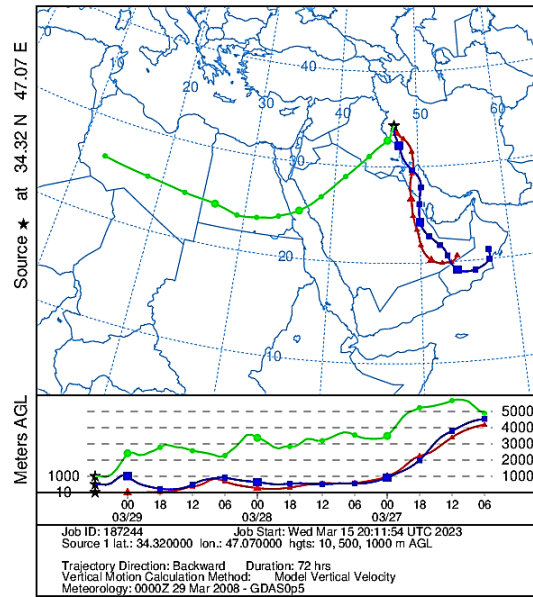 Source ★ at 34.32 N 47.07 E
0
10
20
30
40
40
50
60
30
20
10
Meters AGL
5000
4000
3000
2000
1000
1000
10
00 18 12 06 00 18 12 06 00 18 12 06
03/29 03/28 03/27
Job ID: 187244 Job Start: Wed Mar 15 20:11:54 UTC 2023
Source 1 lat.: 34.320000 lon.: 47.070000 hgts: 10, 500, 1000 m AGL
Trajectory Direction: Backward Duration: 72 hrs
Vertical Motion Calculation Method: Model Vertical Velocity
Meteorology: 0000Z 29 Mar 2008 - GDAS0p5